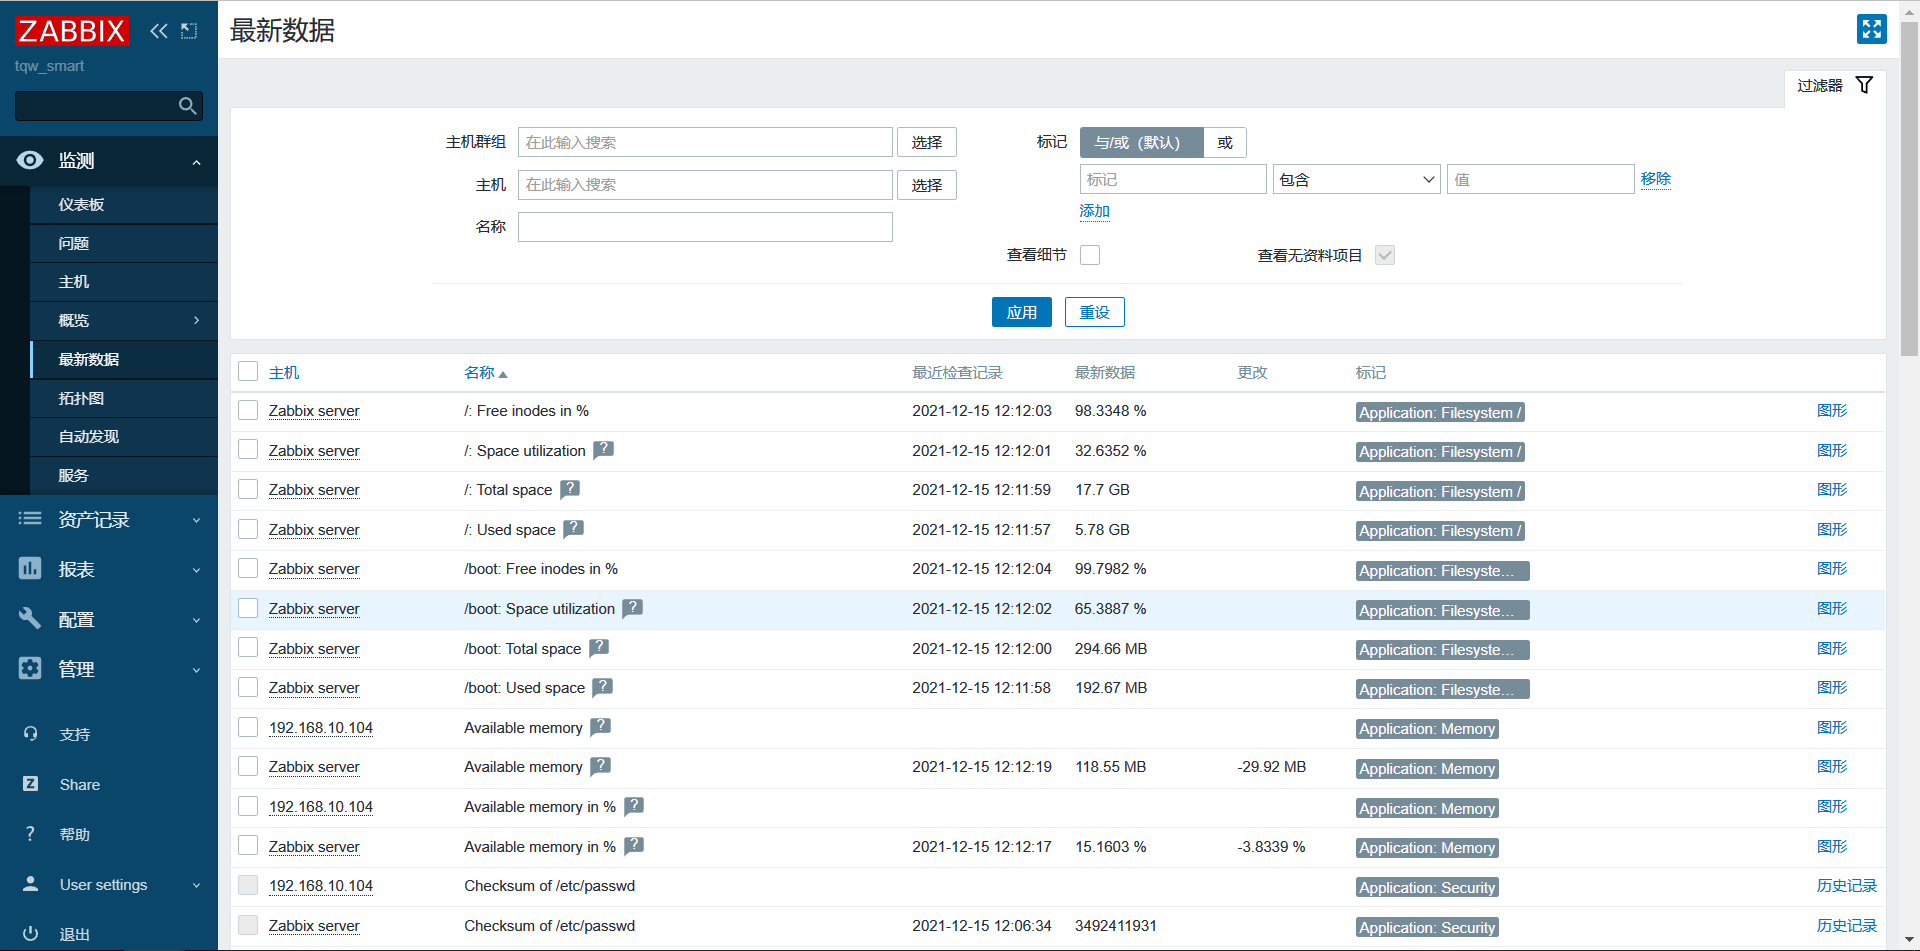 ZABBIX
tqw_smart
监测
仪表板
问题
主机
概览
最新数据
拓扑图
自动发现
服务
资产记录
报表
配置
管理
支持
Share
帮助
User settings
退出
最新数据
过滤器
主机群组 在此输入搜索 选择
主机 在此输入搜索 选择
名称
标记 与/或（默认） 或
标记 包含 值 移除
添加
查看细节 查看无资料项目
应用 重设
主机 名称 最近检查记录 最新数据 更改 标记
Zabbix server /: Free inodes in % 2021-12-15 12:12:03 98.3348 % Application: Filesystem / 图形
Zabbix server /: Space utilization ? 2021-12-15 12:12:01 32.6352 % Application: Filesystem / 图形
Zabbix server /: Total space ? 2021-12-15 12:11:59 17.7 GB Application: Filesystem / 图形
Zabbix server /: Used space ? 2021-12-15 12:11:57 5.78 GB Application: Filesystem / 图形
Zabbix server /boot: Free inodes in % 2021-12-15 12:12:04 99.7982 % Application: Filesyste... 图形
Zabbix server /boot: Space utilization ? 2021-12-15 12:12:02 65.3887 % Application: Filesyste... 图形
Zabbix server /boot: Total space ? 2021-12-15 12:12:00 294.66 MB Application: Filesyste... 图形
Zabbix server /boot: Used space ? 2021-12-15 12:11:58 192.67 MB Application: Filesyste... 图形
192.168.10.104 Available memory ? Application: Memory 图形
Zabbix server Available memory ? 2021-12-15 12:12:19 118.55 MB -29.92 MB Application: Memory 图形
192.168.10.104 Available memory in % ? Application: Memory 图形
Zabbix server Available memory in % ? 2021-12-15 12:12:17 15.1603 % -3.8339 % Application: Memory 图形
192.168.10.104 Checksum of /etc/passwd Application: Security 历史记录
Zabbix server Checksum of /etc/passwd 2021-12-15 12:06:34 3492411931 Application: Security 历史记录